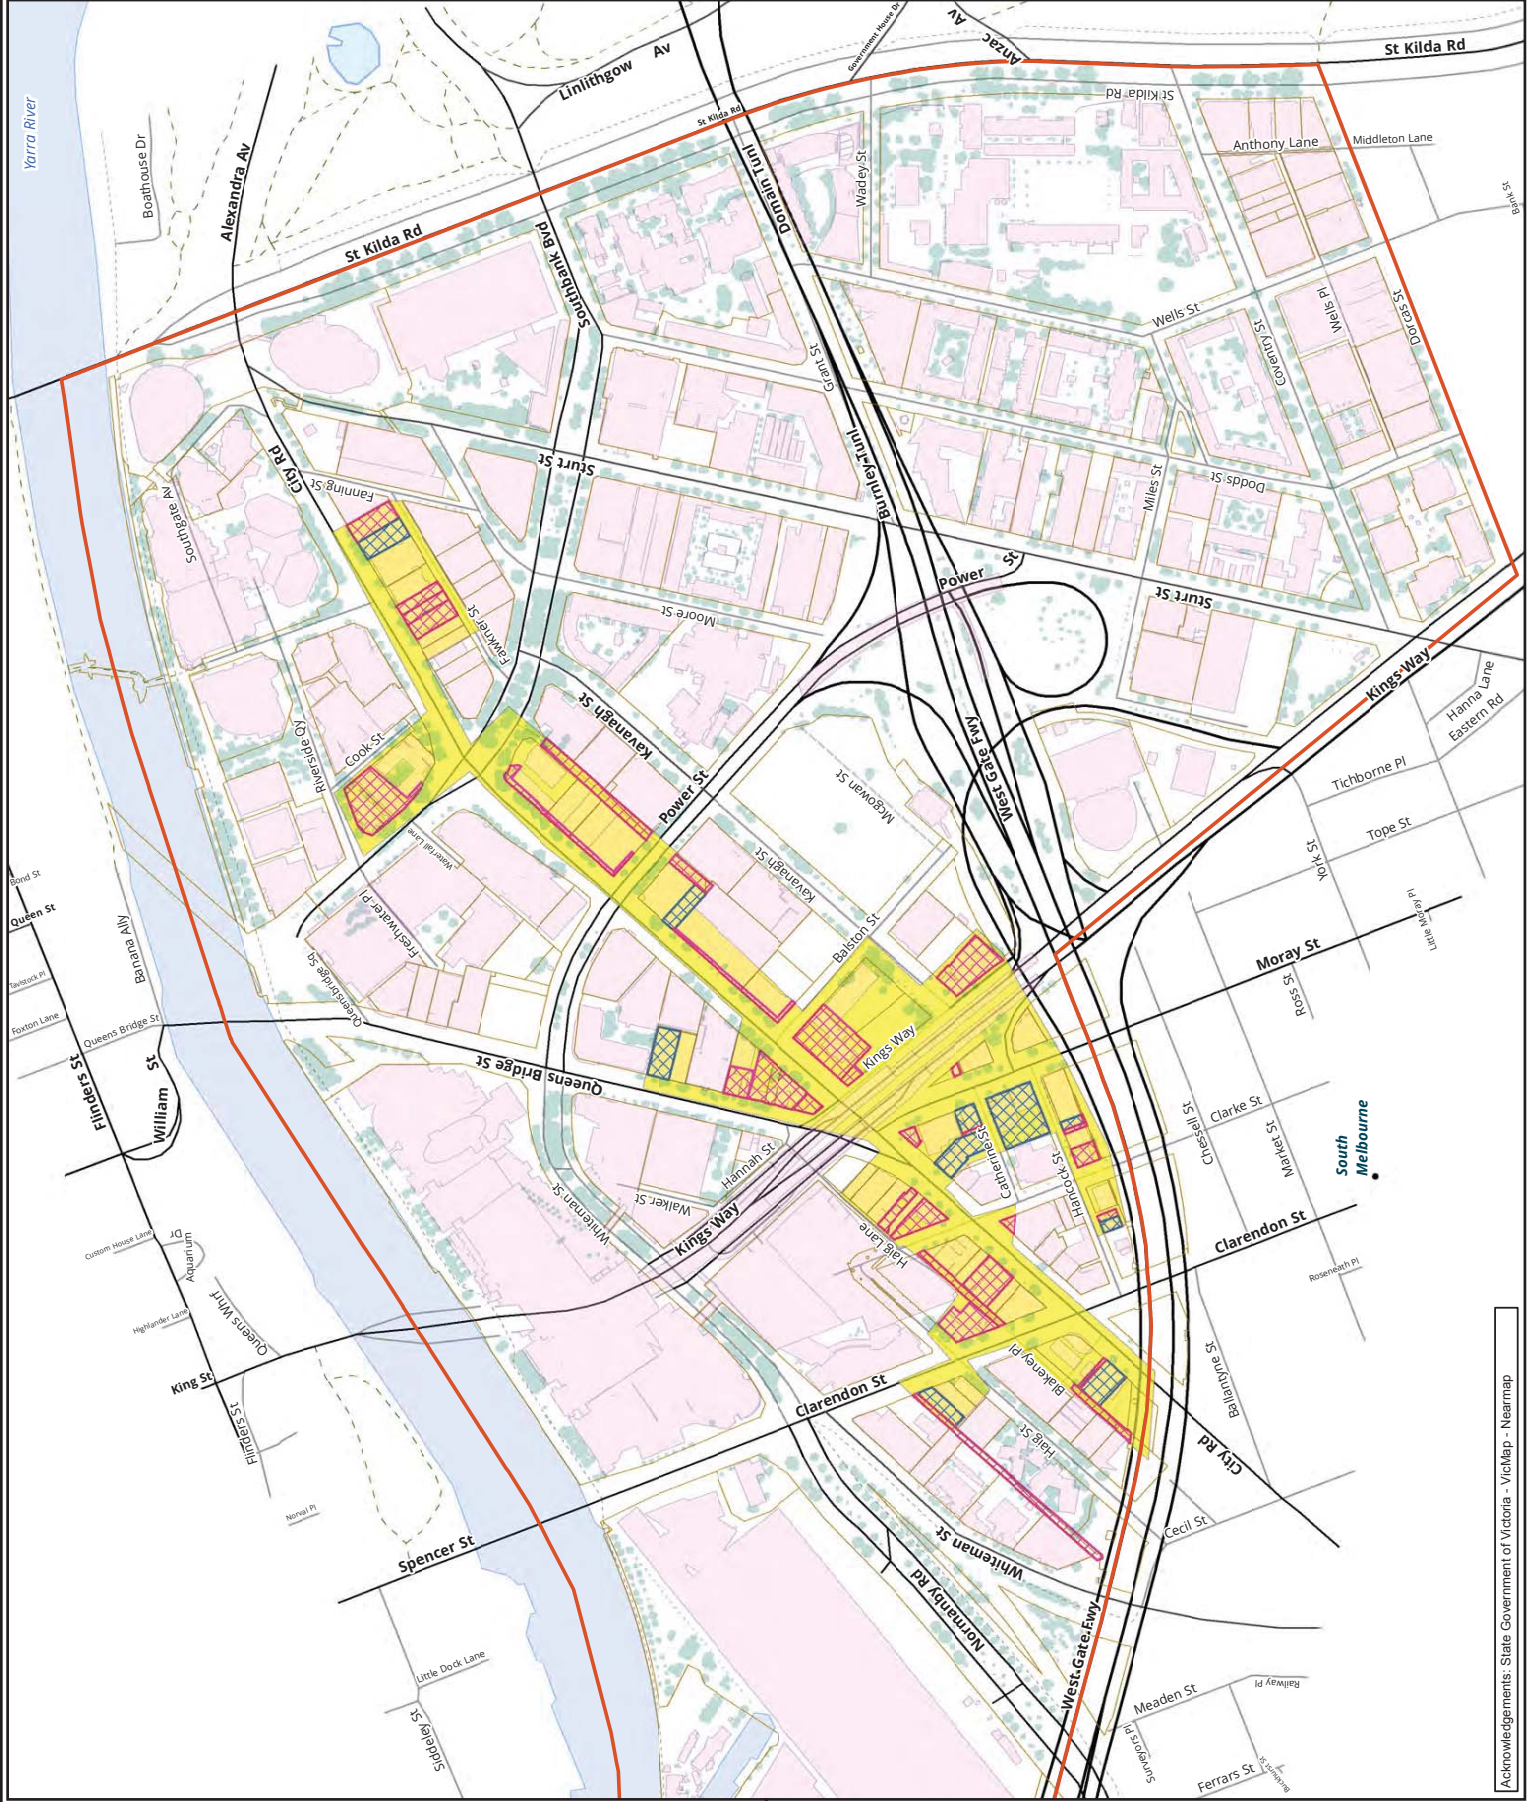 Yarra River
Boathouse Dr
Alexandra Av
Linlithgow Av
Government House Dr
Anzac Av
St Kilda Rd
St Kilda Rd
St Kilda Rd
St Kilda Rd
Anthony Lane
Middleton Lane
Bank St
Domain Tunl
Wadey St
Southbank Bvd
Wells St
Wells Pl
Dorcas St
Coventry St
Grant St
City Rd
Fanning St
Sturt St
Southgate Av
Burnley Tunl
Miles St
Dodds St
Power St
Sturt St
Moore St
Fawkner St
Kavanagh St
Kings Way
Hanna Lane
Eastern Rd
Riverside Qy
Cook St
West Gate Fwy
Mcgowan St
Power St
Tichborne Pl
Tope St
York St
Waterfall Lane
Kavanagh St
Freshwater Pl
Balston St
Little Moray Pl
Bond St
Queen St
Banana Ally
Tavistock Pl
Foxton Lane
Queens Bridge St
Queensbridge Sq
Moray St
Ross St
Kings Way
Flinders St
William St
Queens Bridge St
Clarke St
Chessell St
Market St
South
Melbourne
Catherine St
Hancock St
Hannah St
Walker St
Whiteman St
Kings Way
Haig Lane
Clarendon St
Roseneath Pl
Custom House Lane
Aquarium Dr
Highlander Lane
Queens Whrf
King St
Flinders St
Clarendon St
Blakeney Pl
Ballantyne St
Haig St
City Rd
Cecil St
Norval Pl
Spencer St
Whiteman St
Normanby Rd
West Gate Fwy
Little Dock Lane
Siddeley St
Meaden St
Railway Pl
Surveyors Pl
Ferrars St
Buckhurst St
Acknowledgements: State Government of Victoria - VicMap - Nearmap